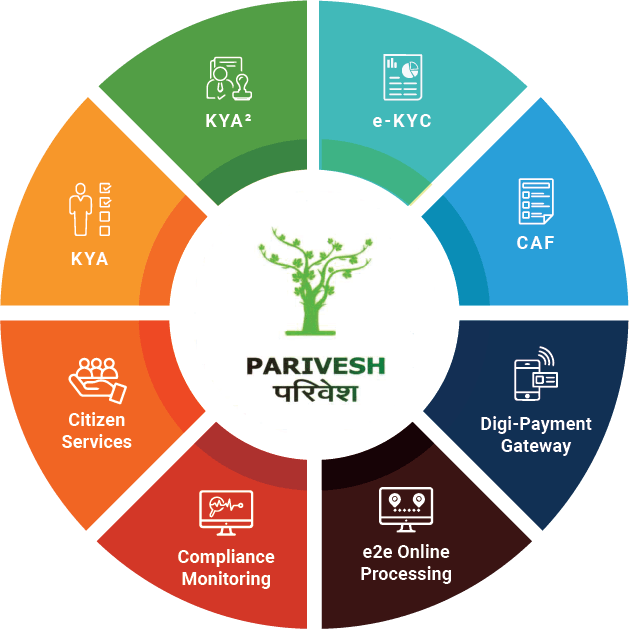 KYA²
e-KYC
KYA
CAF
PARIVESH
परिवेश
Citizen
Services
Digi-Payment
Gateway
Compliance
Monitoring
e2e Online
Processing